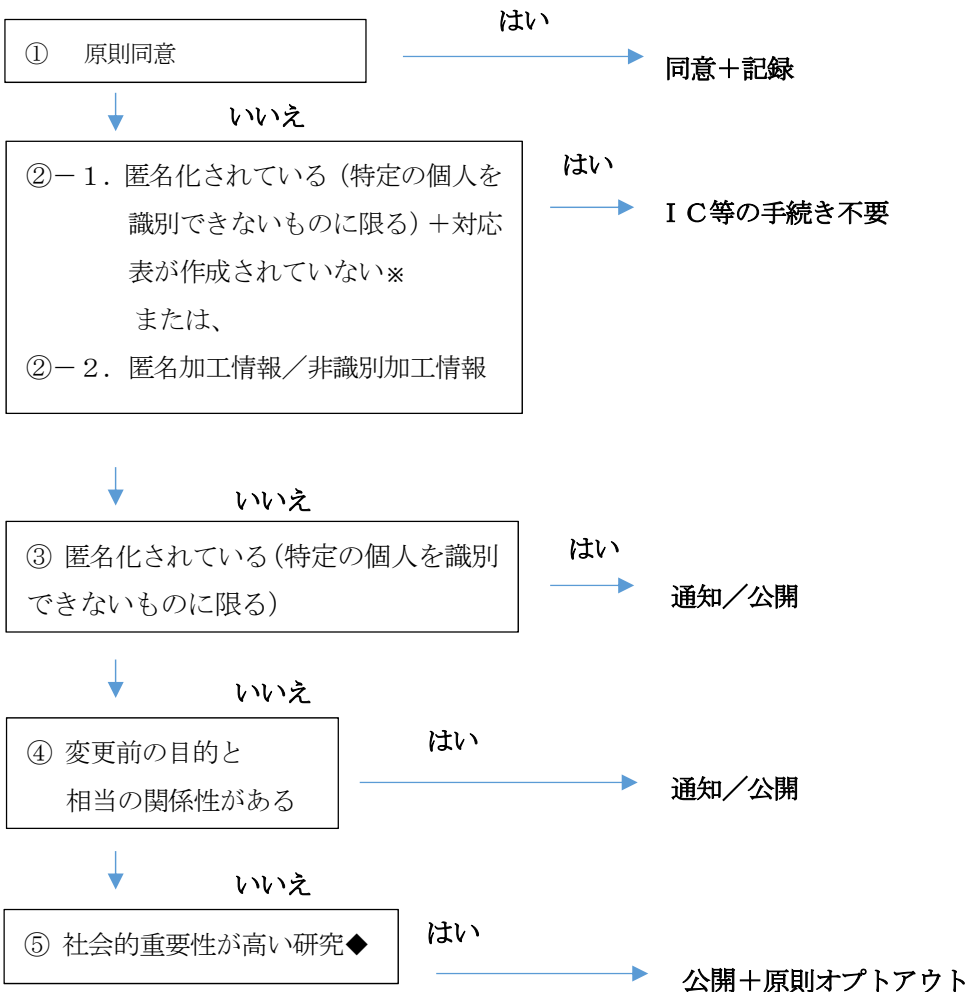 はい
① 原則同意
同意＋記録
いいえ
②－１．匿名化されている（特定の個人を
識別できないものに限る）＋対応
表が作成されていない※
または、
②－２．匿名加工情報／非識別加工情報
はい
ＩＣ等の手続き不要
いいえ
③ 匿名化されている（特定の個人を識別
できないものに限る）
はい
通知／公開
いいえ
④ 変更前の目的と
相当の関係性がある
はい
通知／公開
いいえ
⑤ 社会的重要性が高い研究◆
はい
公開＋原則オプトアウト